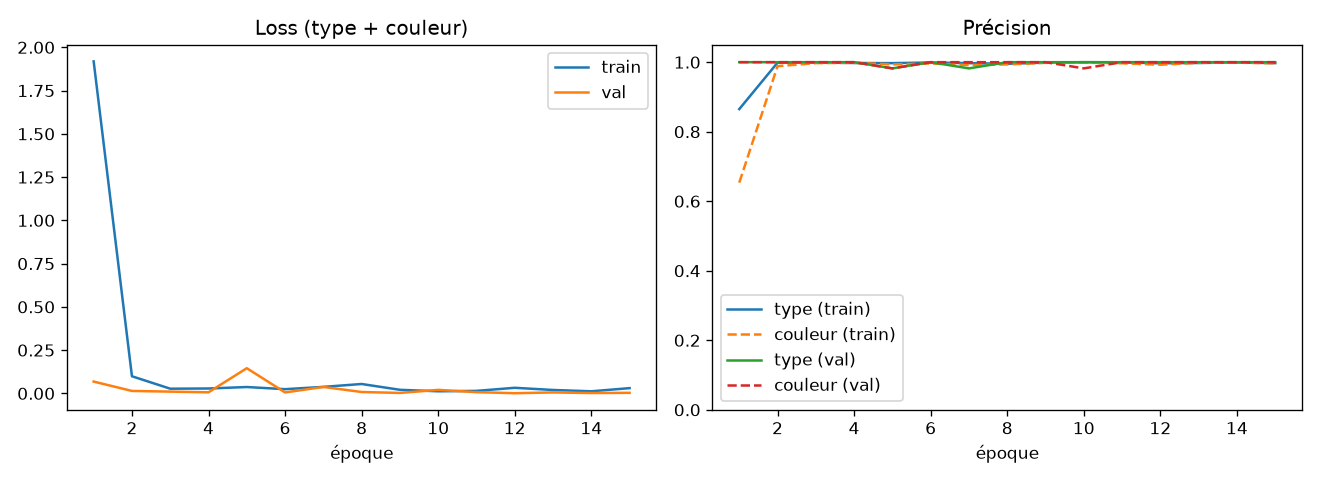 Loss (type + couleur)
2.00
1.75
1.50
1.25
1.00
0.75
0.50
0.25
0.00
train
val
2 4 6 8 10 12 14
époque
Précision
1.0
0.8
0.6
0.4
0.2
0.0
type (train)
couleur (train)
type (val)
couleur (val)
2 4 6 8 10 12 14
époque